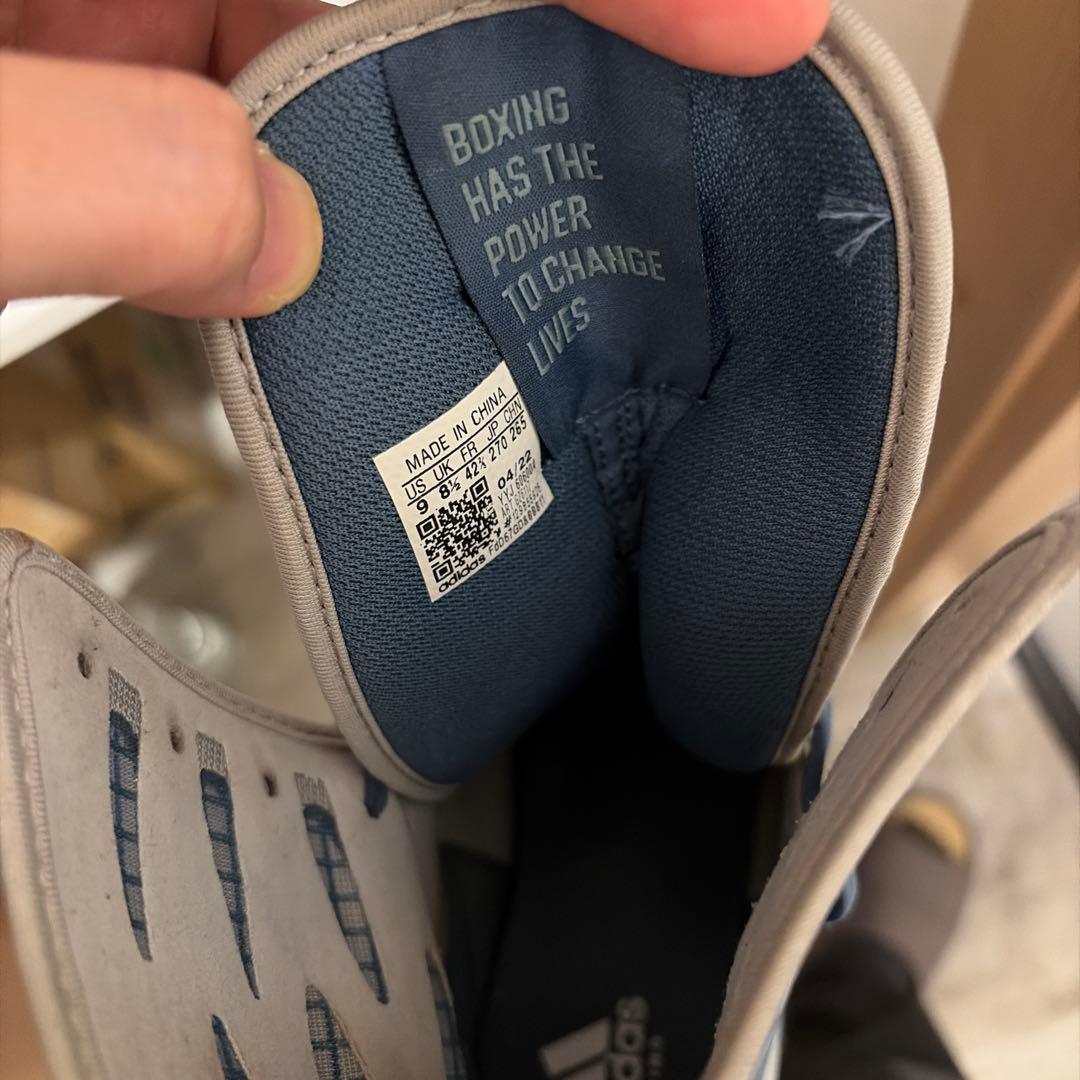 BOXING
HAS THE
POWER
TO CHANGE
LIVES
MADE IN CHINA
US UK FR JP CHN
9 8½ 42⅔ 270 265
04/22
adidas
adidas